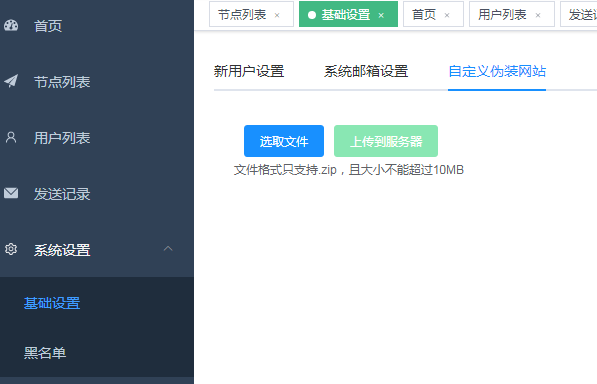 首页
节点列表
用户列表
发送记录
系统设置
基础设置
黑名单
节点列表 × 基础设置 × 首页 × 用户列表 × 发送记
新用户设置 系统邮箱设置 自定义伪装网站
选取文件 上传到服务器
文件格式只支持.zip，且大小不能超过10MB